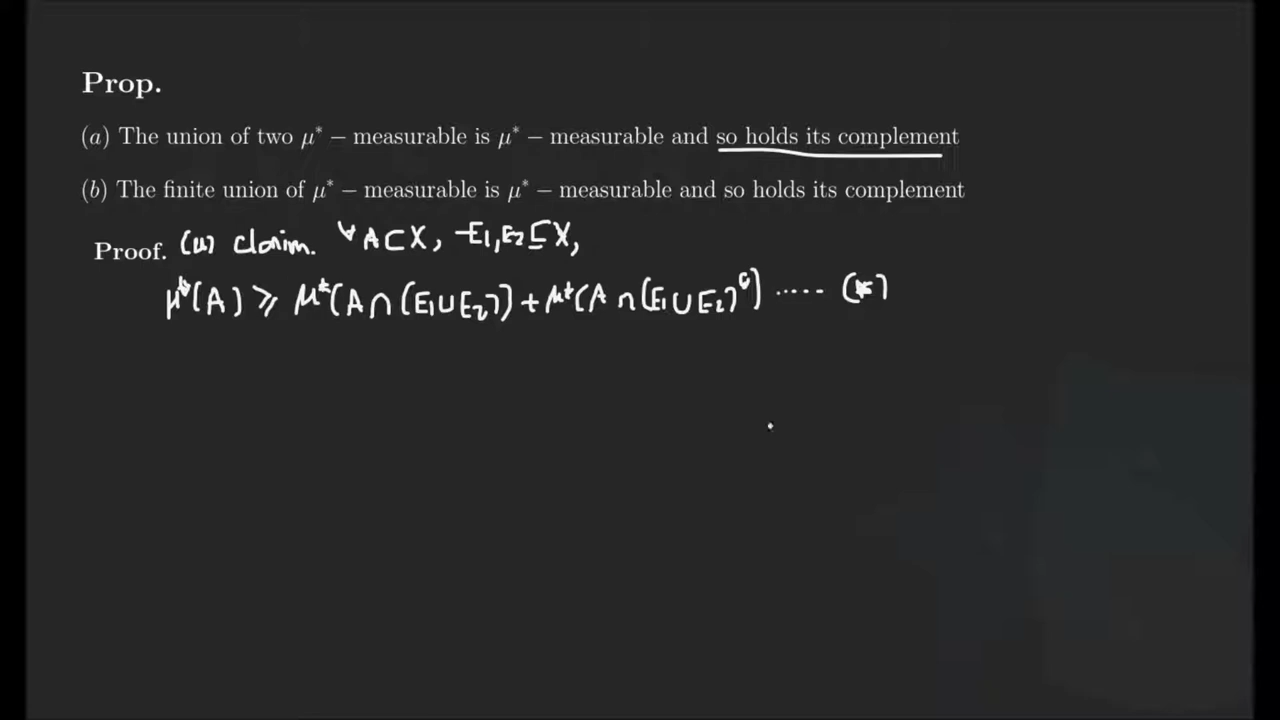 Prop.
(a) The union of two μ* − measurable is μ* − measurable and so holds its complement
(b) The finite union of μ* − measurable is μ* − measurable and so holds its complement
Proof. (a) claim. ∀ A⊂X, E₁,E₂ ⊆ X,
μ*(A) ≥ μ*(A∩(E₁∪E₂)) + μ*(A∩(E₁∪E₂)ᶜ) ..... (*)